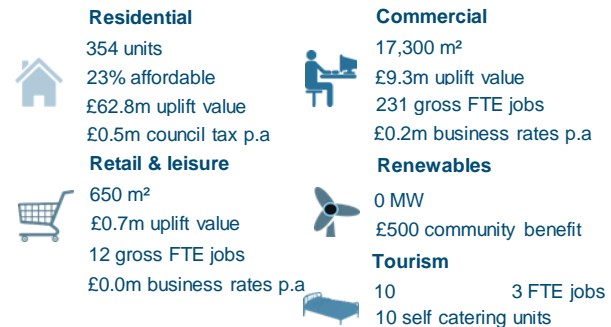 Residential
354 units
23% affordable
£62.8m uplift value
£0.5m council tax p.a
Retail & leisure
650 m²
£0.7m uplift value
12 gross FTE jobs
£0.0m business rates p.a
Commercial
17,300 m²
£9.3m uplift value
231 gross FTE jobs
£0.2m business rates p.a
Renewables
0 MW
£500 community benefit
Tourism
10 3 FTE jobs
10 self catering units